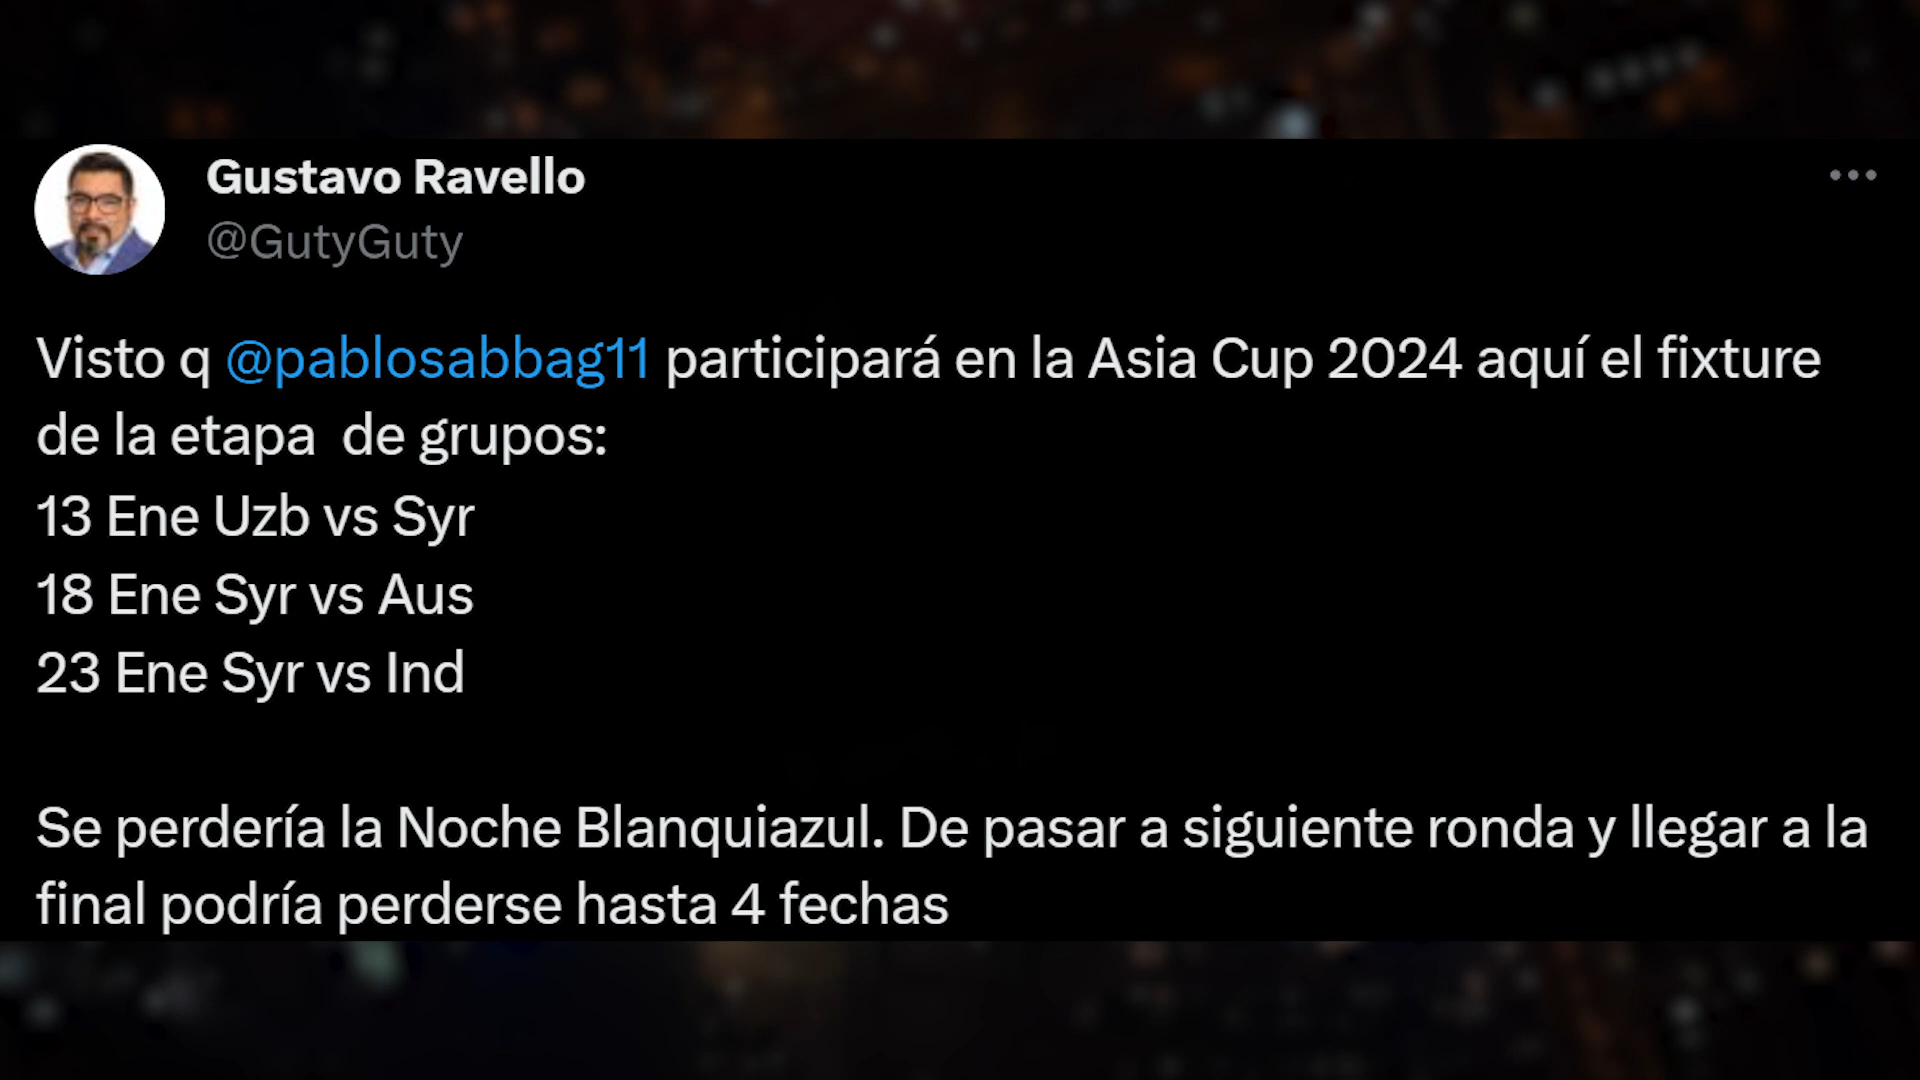 Gustavo Ravello
@GutyGuty
Visto q @pablosabbag11 participará en la Asia Cup 2024 aquí el fixture
de la etapa  de grupos:
13 Ene Uzb vs Syr
18 Ene Syr vs Aus
23 Ene Syr vs Ind
Se perdería la Noche Blanquiazul. De pasar a siguiente ronda y llegar a la
final podría perderse hasta 4 fechas